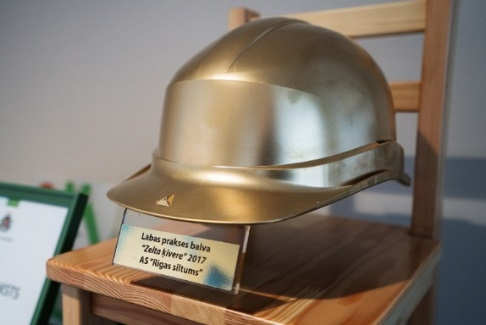 Labas prakses balva
"Zelta ķivere" 2017
AS "Rīgas siltums"